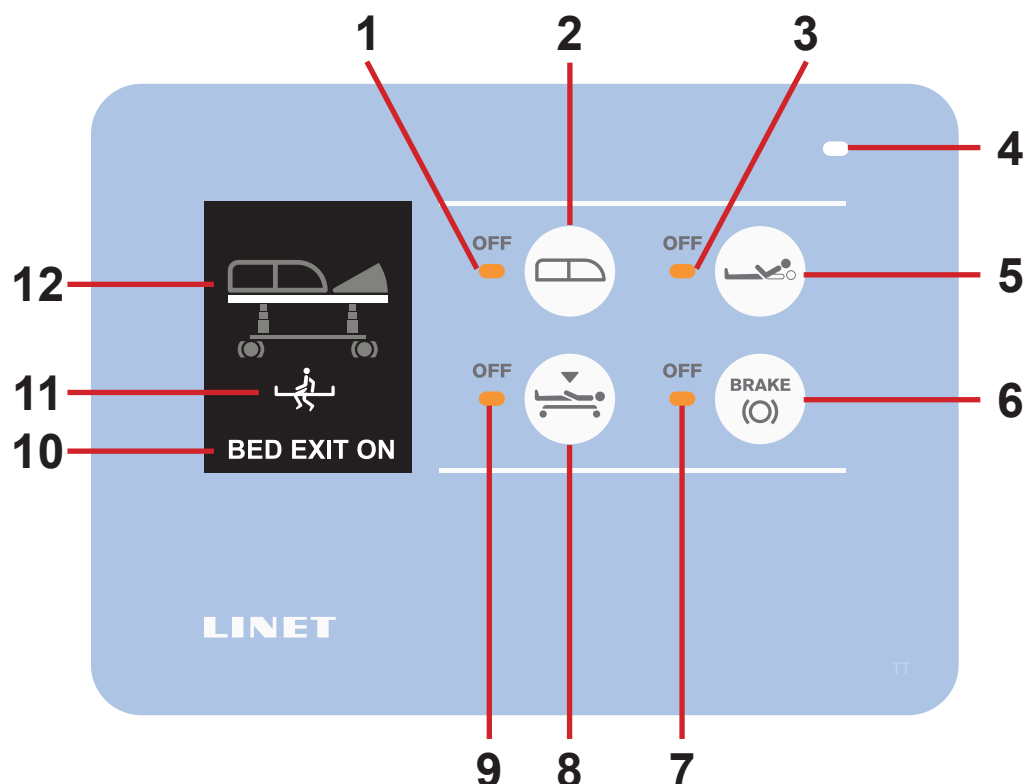 1 2 3
4
OFF OFF
12 5
OFF OFF
BRAKE
11 6
10 BED EXIT ON
LINET
TT
9 8 7